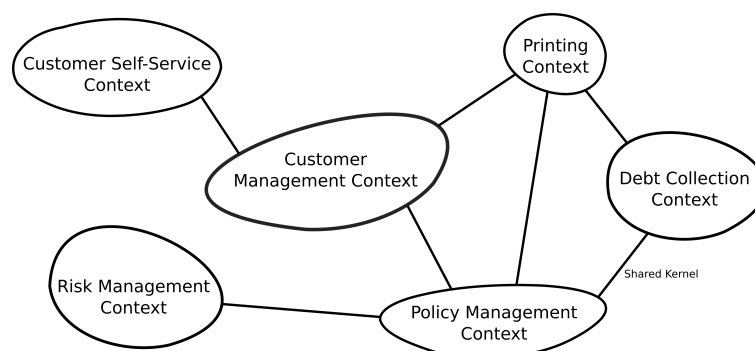 Customer Self-Service
Context
Printing
Context
Customer
Management Context
Debt Collection
Context
Shared Kernel
Risk Management
Context
Policy Management
Context